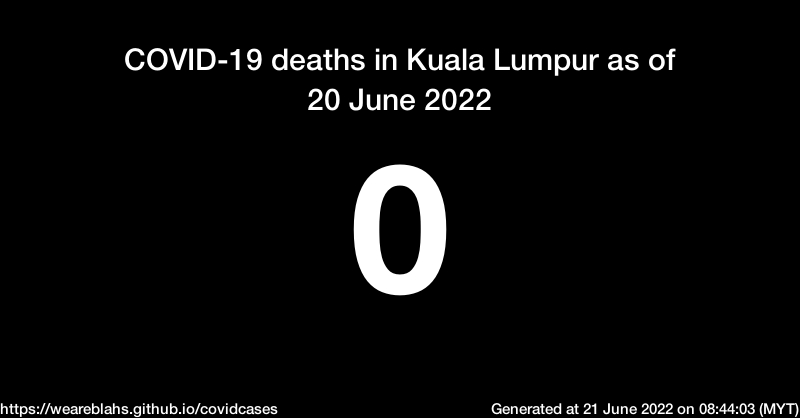 COVID-19 deaths in Kuala Lumpur as of
20 June 2022
0
https://weareblahs.github.io/covidcases
Generated at 21 June 2022 on 08:44:03 (MYT)